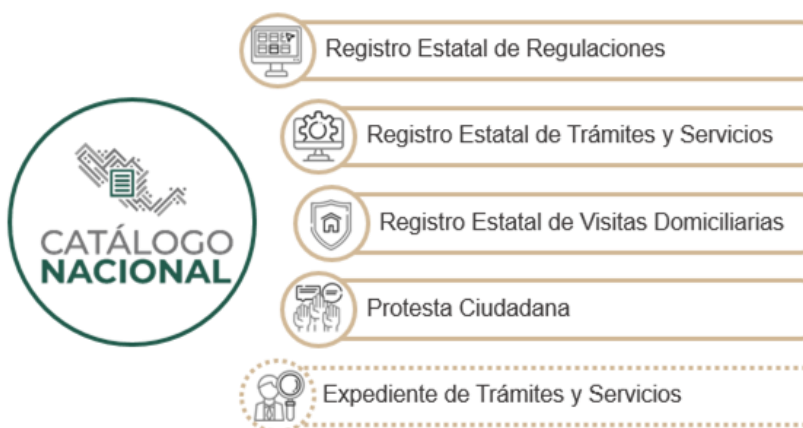 Registro Estatal de Regulaciones
Registro Estatal de Trámites y Servicios
CATÁLOGO
NACIONAL
Registro Estatal de Visitas Domiciliarias
Protesta Ciudadana
Expediente de Trámites y Servicios